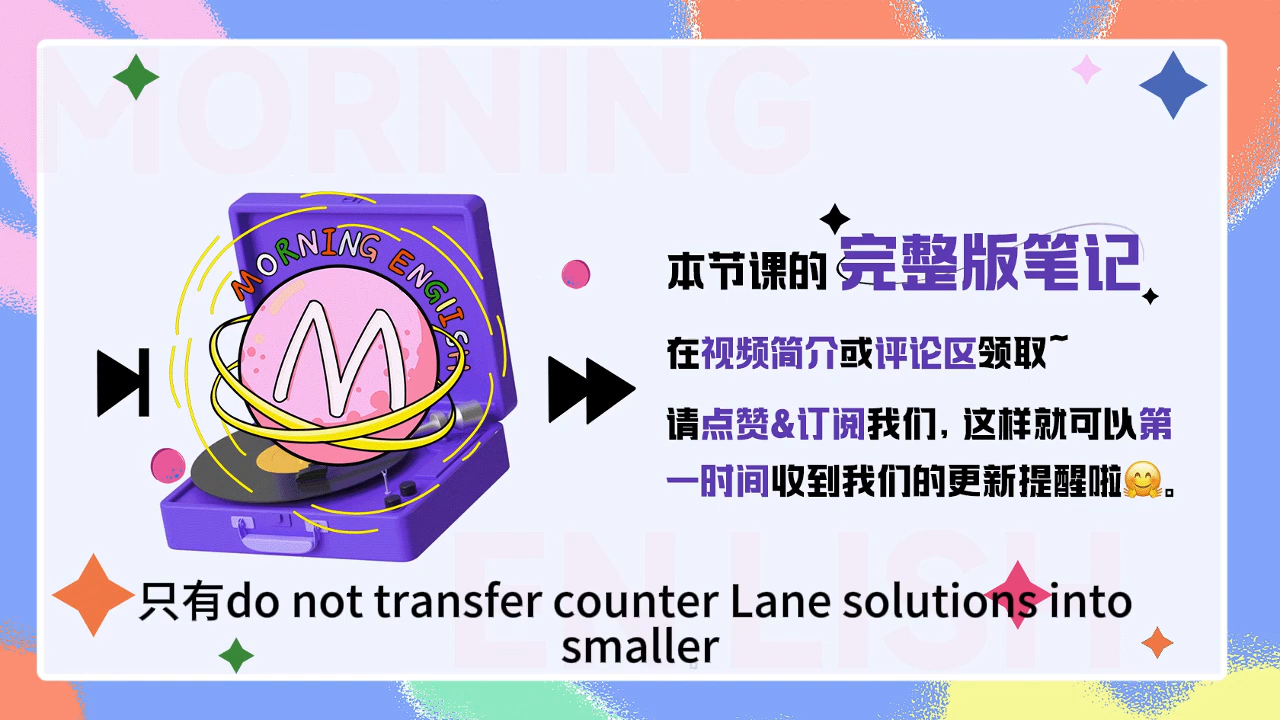 MORNING
MORNING ENGLISH
M
本节课的完整版笔记
在视频简介或评论区领取~
请点赞&订阅我们,这样就可以第
一时间收到我们的更新提醒啦🤗。
只有do not transfer counter Lane solutions into
smaller